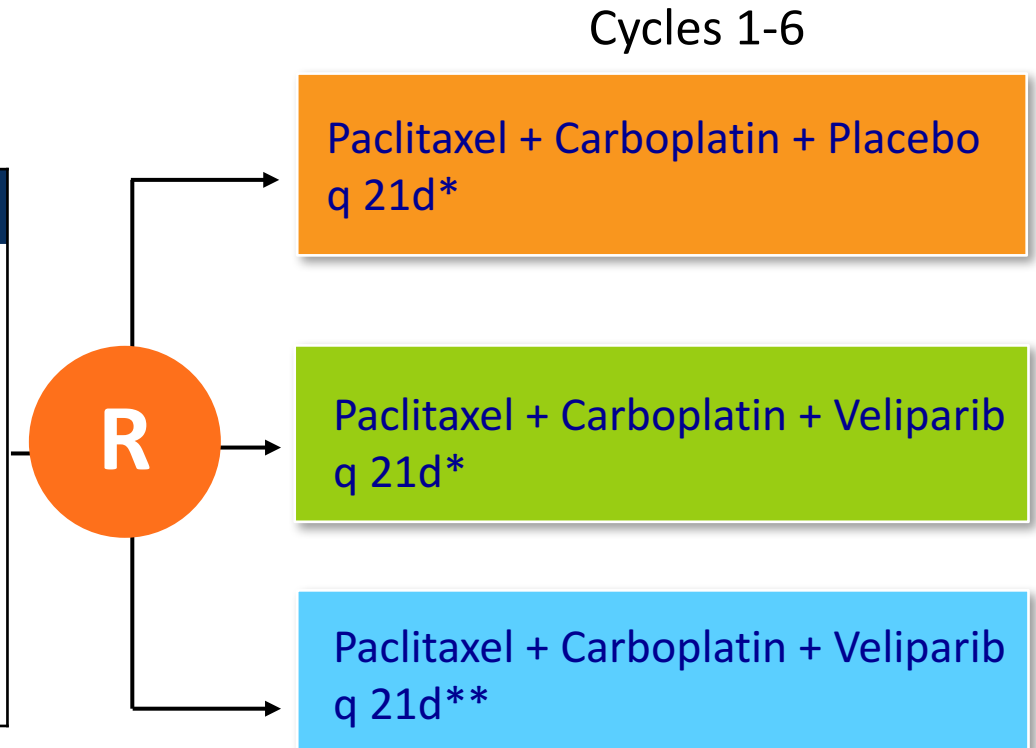 Cycles 1-6
Paclitaxel + Carboplatin + Placebo
q 21d*
R
Paclitaxel + Carboplatin + Veliparib
q 21d*
Paclitaxel + Carboplatin + Veliparib
q 21d**